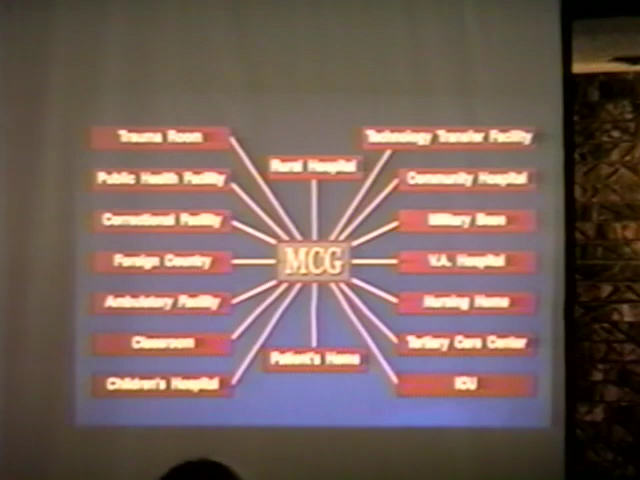 Trauma Room
Public Health Facility
Correctional Facility
Foreign Country
Ambulatory Facility
Classroom
Children's Hospital
Rural Hospital
MCG
Patient's Home
Technology Transfer Facility
Community Hospital
Military Base
V.A. Hospital
Nursing Home
Tertiary Care Center
ICU